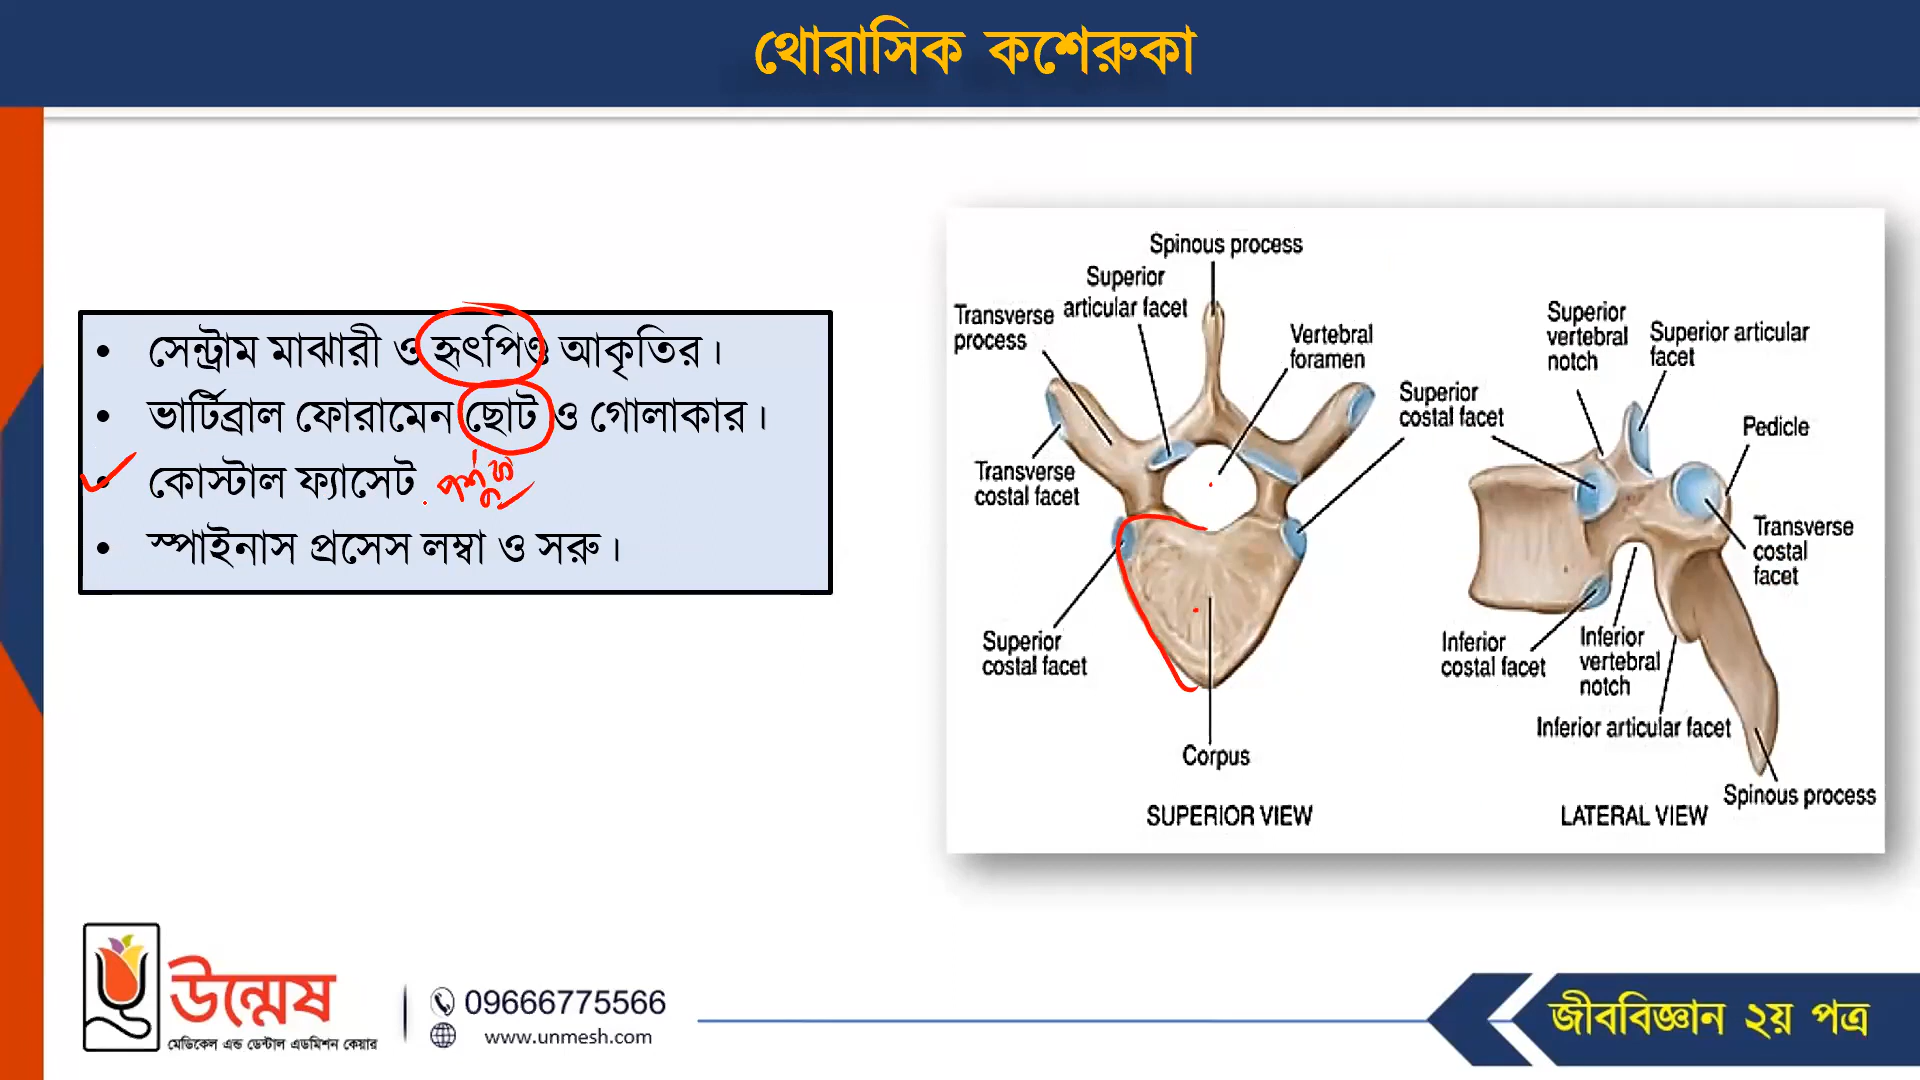 থোরাসিক কশেরুকা
• সেন্ট্রাম মাঝারী ও হৃৎপিণ্ড আকৃতির।
• ভার্টিব্রাল ফোরামেন ছোট ও গোলাকার।
• কোস্টাল ফ্যাসেট
• স্পাইনাস প্রসেস লম্বা ও সরু।
Spinous process
Superior
articular facet
Transverse
process
Vertebral
foramen
Superior
costal facet
Transverse
costal facet
Superior
costal facet
Corpus
SUPERIOR VIEW
Superior
vertebral
notch
Superior articular
facet
Pedicle
Transverse
costal
facet
Inferior
costal facet
Inferior
vertebral
notch
Inferior articular facet
Spinous process
LATERAL VIEW
উন্মেষ
মেডিকেল এন্ড ডেন্টাল এডমিশন কেয়ার
09666775566
www.unmesh.com
জীববিজ্ঞান ২য় পত্র